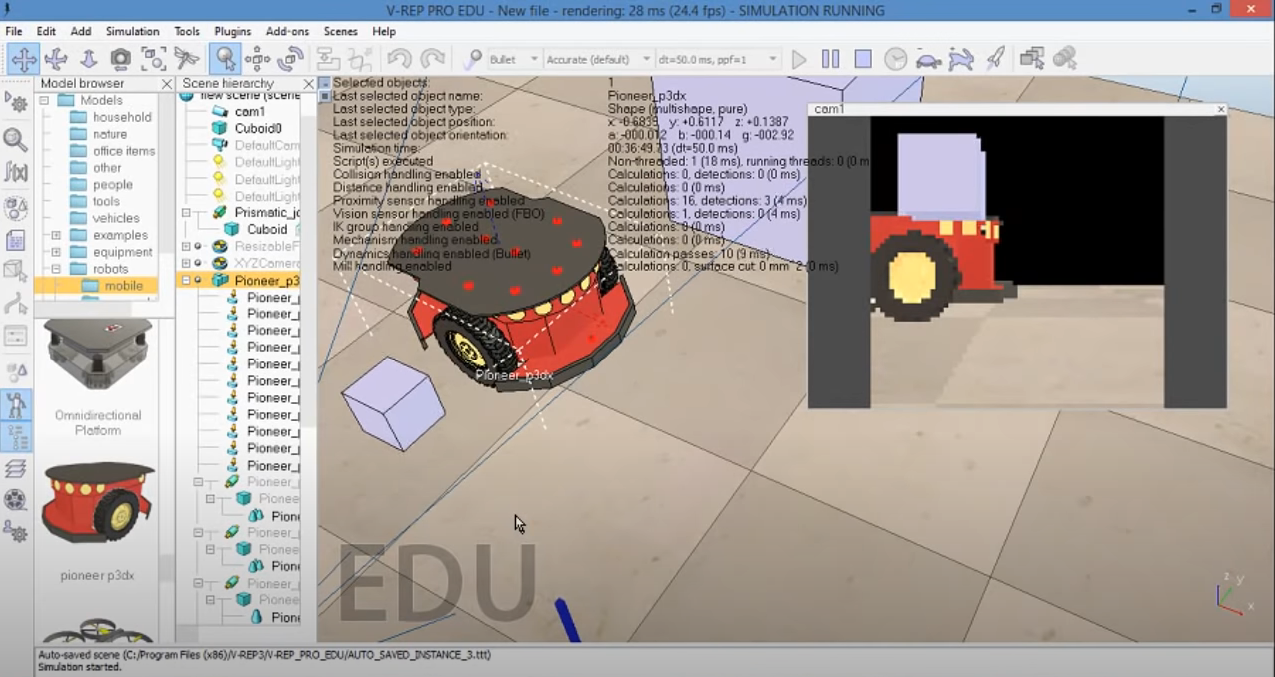 V-REP PRO EDU - New file - rendering: 28 ms (24.4 fps) - SIMULATION RUNNING
File Edit Add Simulation Tools Plugins Add-ons Scenes Help
Bullet Accurate (default) dt=50.0 ms, ppf=1
Model browser
Models
household
nature
office items
other
people
tools
vehicles
examples
equipment
robots
mobile
Omnidirectional
Platform
pioneer p3dx
Scene hierarchy
new scene (scene
cam1
Cuboid0
DefaultCam
DefaultLight
DefaultLight
DefaultLight
Prismatic_jo
Cuboid
ResizableF
XYZCamera
Pioneer_p3
Pioneer_
Pioneer_
Pioneer_
Pioneer_
Pioneer_
Pioneer_
Pioneer_
Pioneer_
Pioneer_
Pioneer_
Pioneer_
Pioneer_
Pionee
Pion
Pioneer_
Pionee
Pion
Pioneer_
Pionee
Pion
Selected objects: 1
Last selected object name: Pioneer_p3dx
Last selected object type: Shape (multishape, pure)
Last selected object position: x: -0.6835 y: +0.6117 z: +0.1387
Last selected object orientation: a: -000.012 b: -000.14 g: -002.92
Simulation time: 00:36:49.73 (dt=50.0 ms)
Script(s) executed Non-threaded: 1 (18 ms), running threads: 0 (0 m
Collision handling enabled Calculations: 0, detections: 0 (0 ms)
Distance handling enabled Calculations: 0 (0 ms)
Proximity sensor handling enabled Calculations: 16, detections: 3 (4 ms)
Vision sensor handling enabled (FBO) Calculations: 1, detections: 0 (4 ms)
IK group handling enabled Calculations: 0 (0 ms)
Mechanism handling enabled Calculations: 0 (0 ms)
Dynamics handling enabled (Bullet) Calculation passes: 10 (9 ms)
Mill handling enabled Calculations: 0, surface cut: 0 mm^2 (0 ms)
cam1
Pioneer_p3dx
EDU
z y
x
Auto-saved scene (C:/Program Files (x86)/V-REP3/V-REP_PRO_EDU/AUTO_SAVED_INSTANCE_3.ttt)
Simulation started.